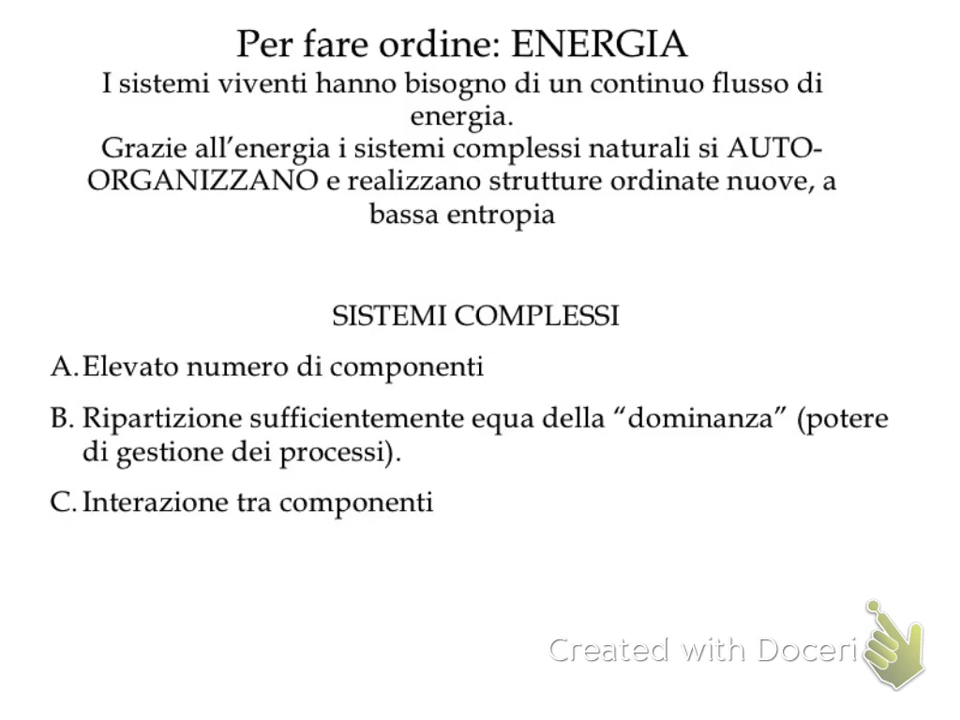 Per fare ordine: ENERGIA
I sistemi viventi hanno bisogno di un continuo flusso di
energia.
Grazie all’energia i sistemi complessi naturali si AUTO-
ORGANIZZANO e realizzano strutture ordinate nuove, a
bassa entropia
SISTEMI COMPLESSI
A. Elevato numero di componenti
B. Ripartizione sufficientemente equa della “dominanza” (potere
di gestione dei processi).
C. Interazione tra componenti
Created with Doceri